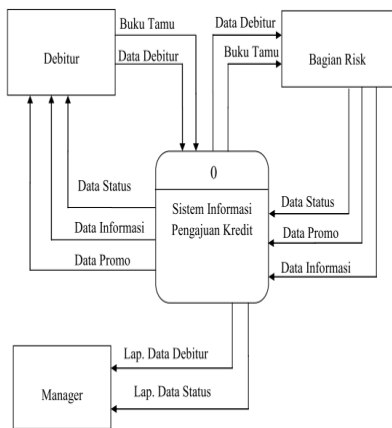 Debitur
Buku Tamu
Data Debitur
Data Debitur
Buku Tamu
Bagian Risk
0
Sistem Informasi
Pengajuan Kredit
Data Status
Data Informasi
Data Promo
Data Status
Data Promo
Data Informasi
Manager
Lap. Data Debitur
Lap. Data Status